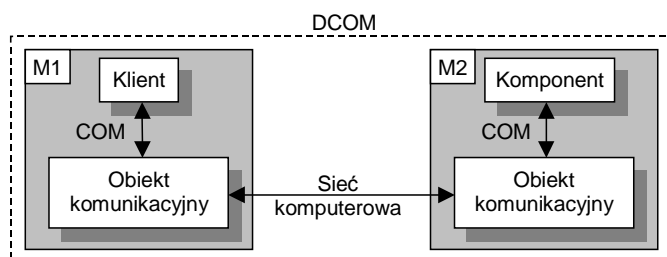 DCOM
M1
Klient
COM
Obiekt
komunikacyjny
Sieć
komputerowa
M2
Komponent
COM
Obiekt
komunikacyjny